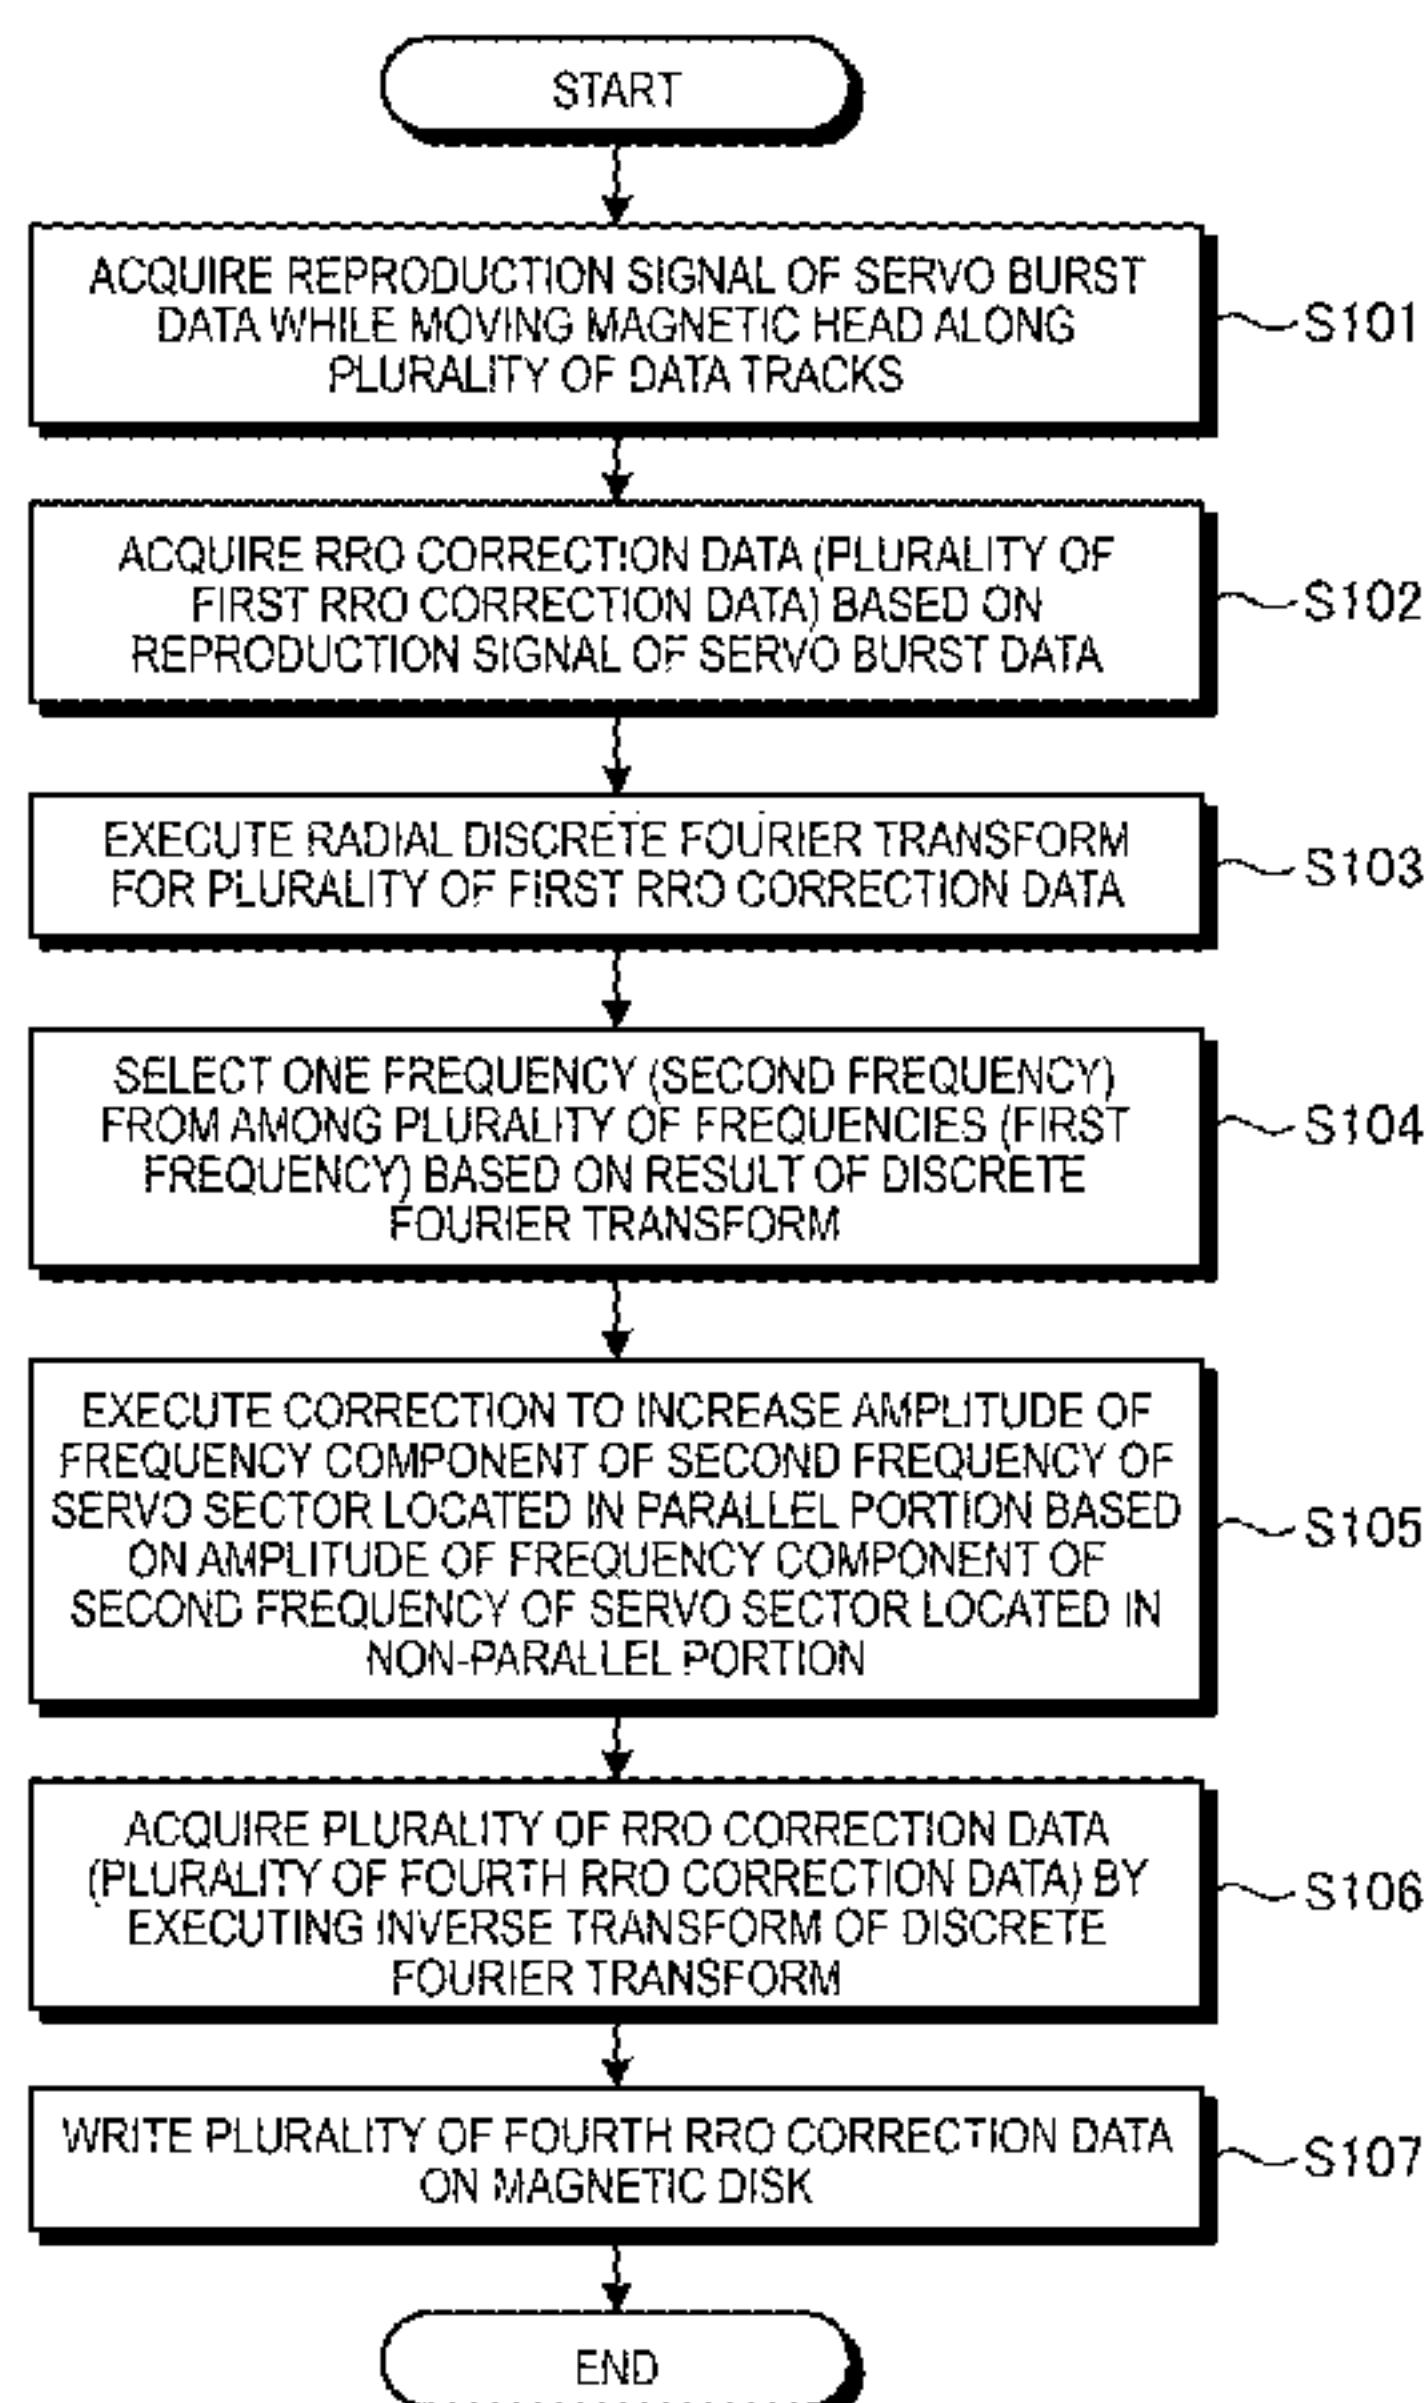 START
ACQUIRE REPRODUCTION SIGNAL OF SERVO BURST
DATA WHILE MOVING MAGNETIC HEAD ALONG
PLURALITY OF DATA TRACKS
S101
ACQUIRE RRO CORRECTION DATA (PLURALITY OF
FIRST RRO CORRECTION DATA) BASED ON
REPRODUCTION SIGNAL OF SERVO BURST DATA
S102
EXECUTE RADIAL DISCRETE FOURIER TRANSFORM
FOR PLURALITY OF FIRST RRO CORRECTION DATA
S103
SELECT ONE FREQUENCY (SECOND FREQUENCY)
FROM AMONG PLURALITY OF FREQUENCIES (FIRST
FREQUENCY) BASED ON RESULT OF DISCRETE
FOURIER TRANSFORM
S104
EXECUTE CORRECTION TO INCREASE AMPLITUDE OF
FREQUENCY COMPONENT OF SECOND FREQUENCY OF
SERVO SECTOR LOCATED IN PARALLEL PORTION BASED
ON AMPLITUDE OF FREQUENCY COMPONENT OF
SECOND FREQUENCY OF SERVO SECTOR LOCATED IN
NON-PARALLEL PORTION
S105
ACQUIRE PLURALITY OF RRO CORRECTION DATA
(PLURALITY OF FOURTH RRO CORRECTION DATA) BY
EXECUTING INVERSE TRANSFORM OF DISCRETE
FOURIER TRANSFORM
S106
WRITE PLURALITY OF FOURTH RRO CORRECTION DATA
ON MAGNETIC DISK
S107
END